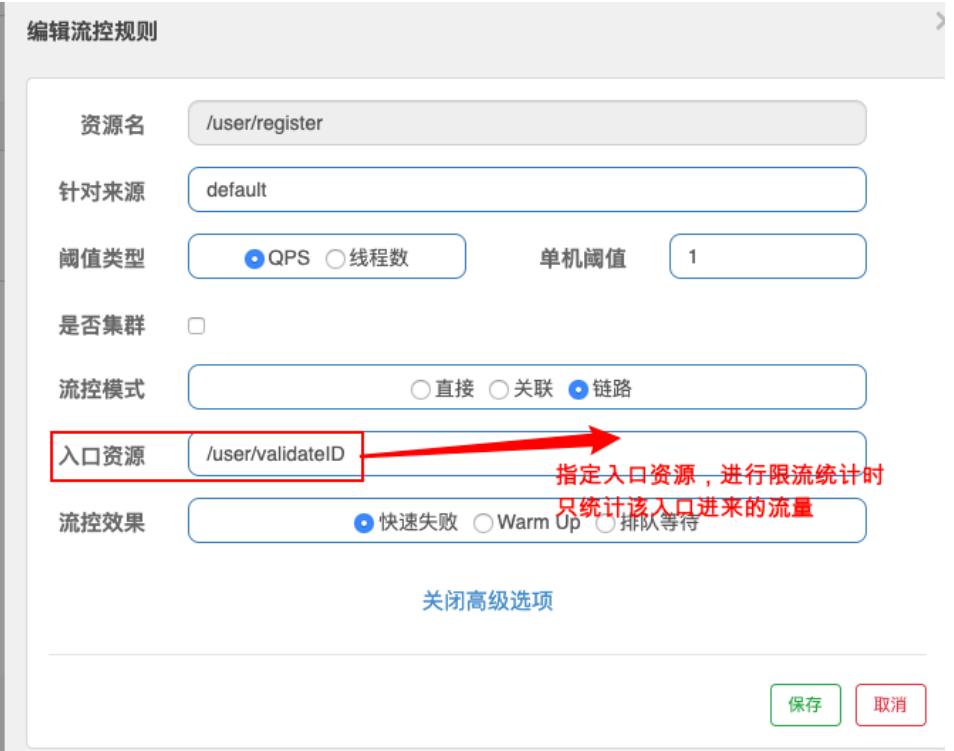 编辑流控规则
资源名 /user/register
针对来源 default
阈值类型 QPS 线程数 单机阈值 1
是否集群
流控模式 直接 关联 链路
入口资源 /user/validateID
指定入口资源，进行限流统计时
只统计该入口进来的流量
流控效果 快速失败 Warm Up 排队等待
关闭高级选项
保存 取消